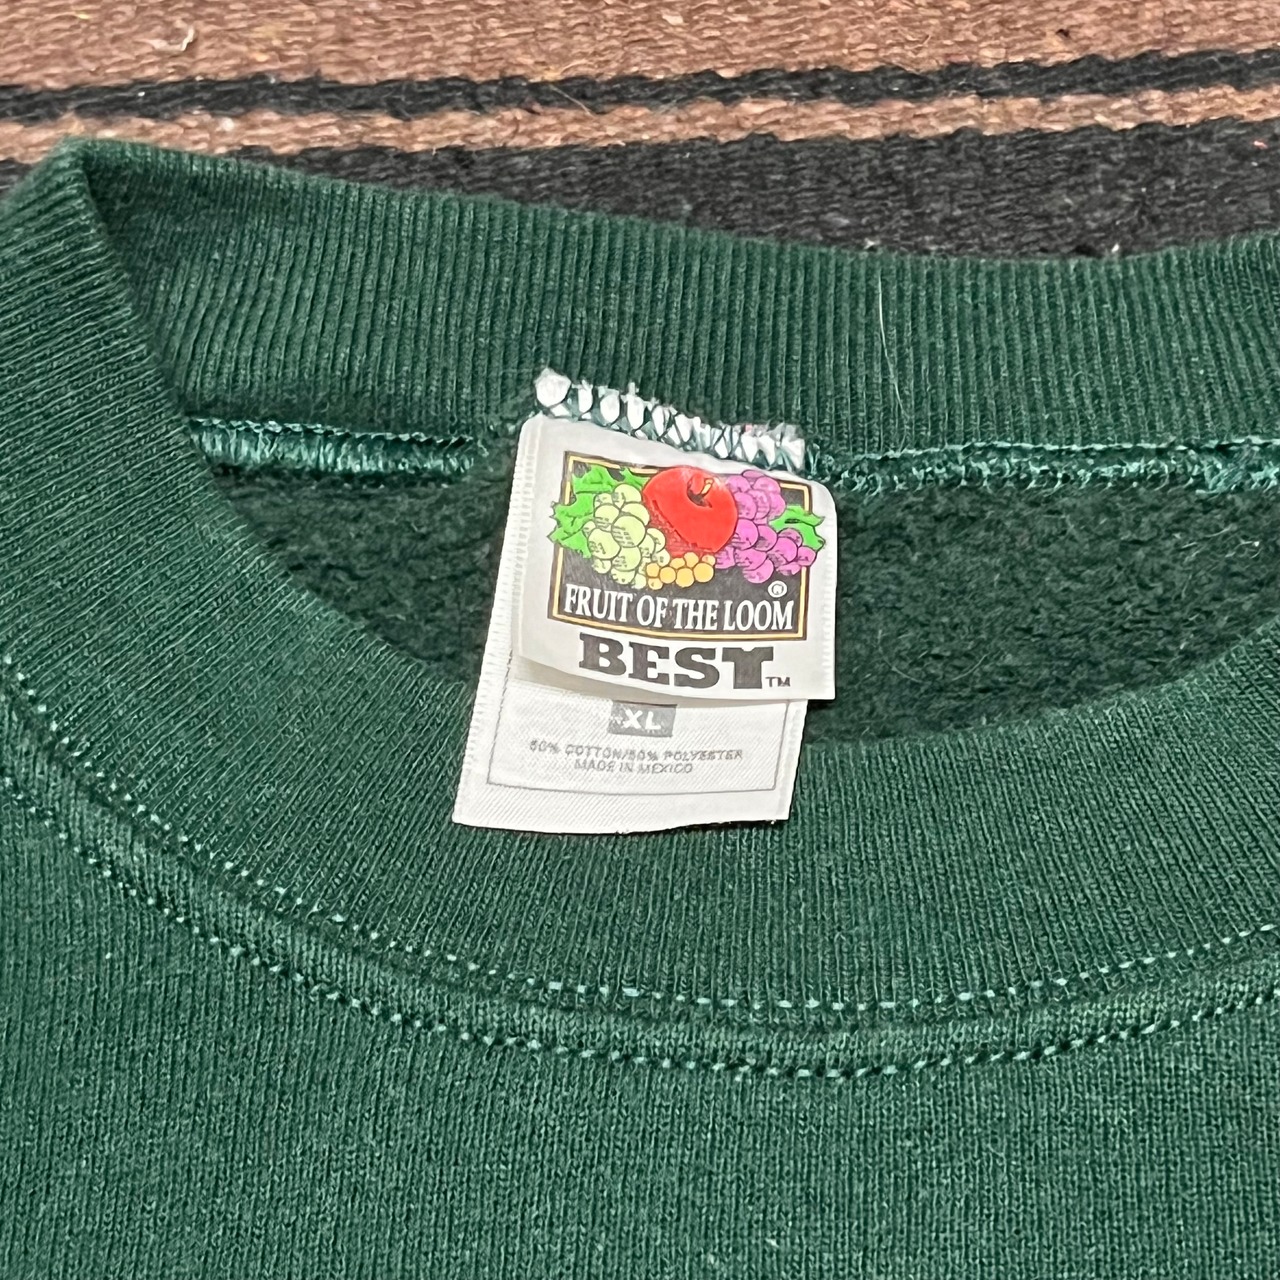 FRUIT OF THE LOOM ®
BEST™
XL
50% COTTON/50% POLYESTER
MADE IN MEXICO